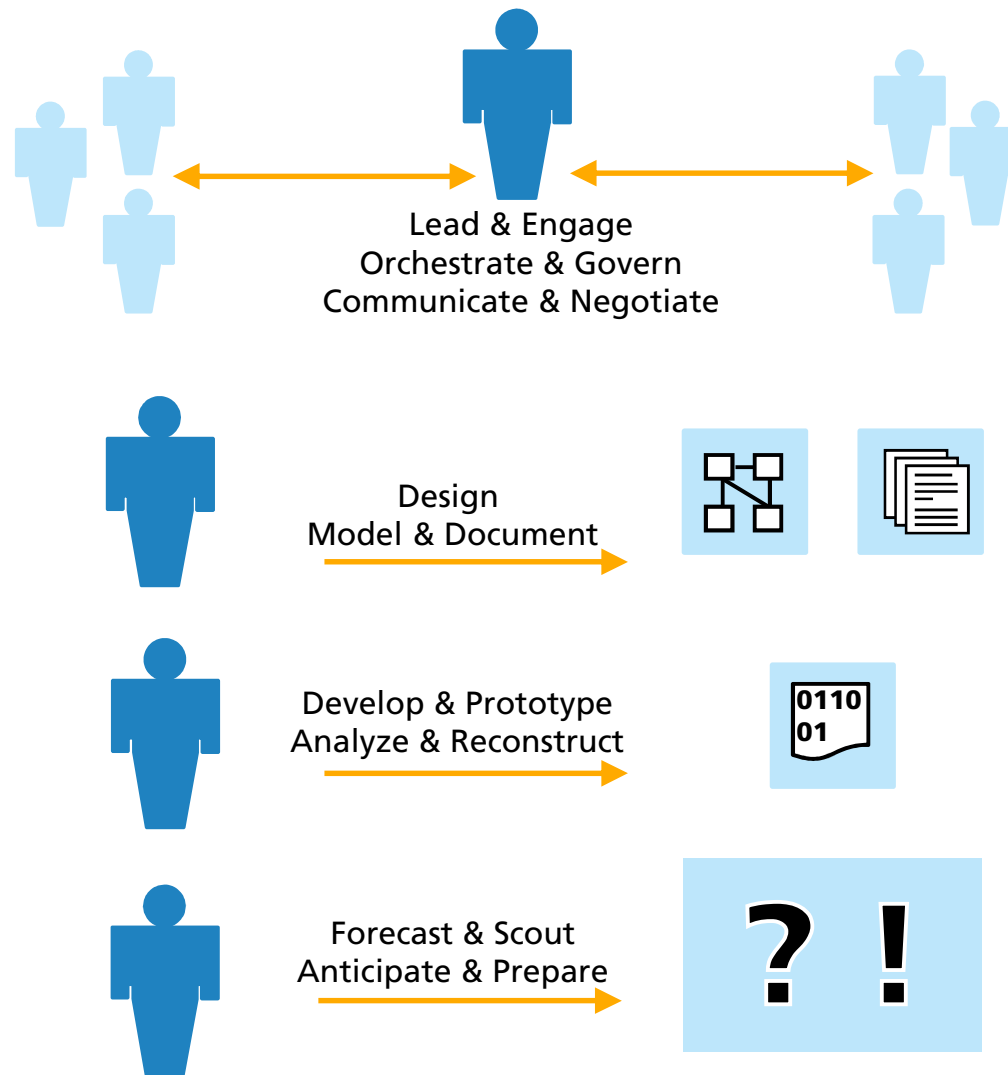 Lead & Engage
Orchestrate & Govern
Communicate & Negotiate
Design
Model & Document
Develop & Prototype
Analyze & Reconstruct
0110
01
Forecast & Scout
Anticipate & Prepare
? !